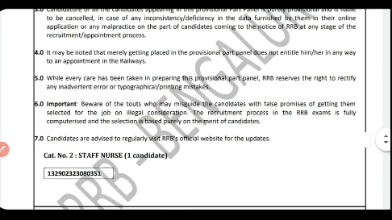 3.0 Candidature of all the candidates appearing in this provisional Part Panel is purely provisional and is liable
to be cancelled, in case of any inconsistency/deficiency in the data furnished by them in their online
application or any malpractice on the part of candidates coming to the notice of RRB at any stage of the
recruitment/appointment process.
4.0 It may be noted that merely getting placed in the provisional part panel does not entitle him/her in any way
to an appointment in the Railways.
5.0 While every care has been taken in preparing this provisional part panel, RRB reserves the right to rectify
any inadvertent error or typographical/printing mistakes.
6.0 Important: Beware of the touts who may misguide the candidates with false promises of getting them
selected for the job on illegal consideration. The recruitment process in the RRB exams is fully
computerised and the selection is based purely on the merit of candidates.
7.0 Candidates are advised to regularly visit RRB's official website for the updates.
Cat. No. 2 : STAFF NURSE (1 candidate)
132902323080351
RRB - BENGAL